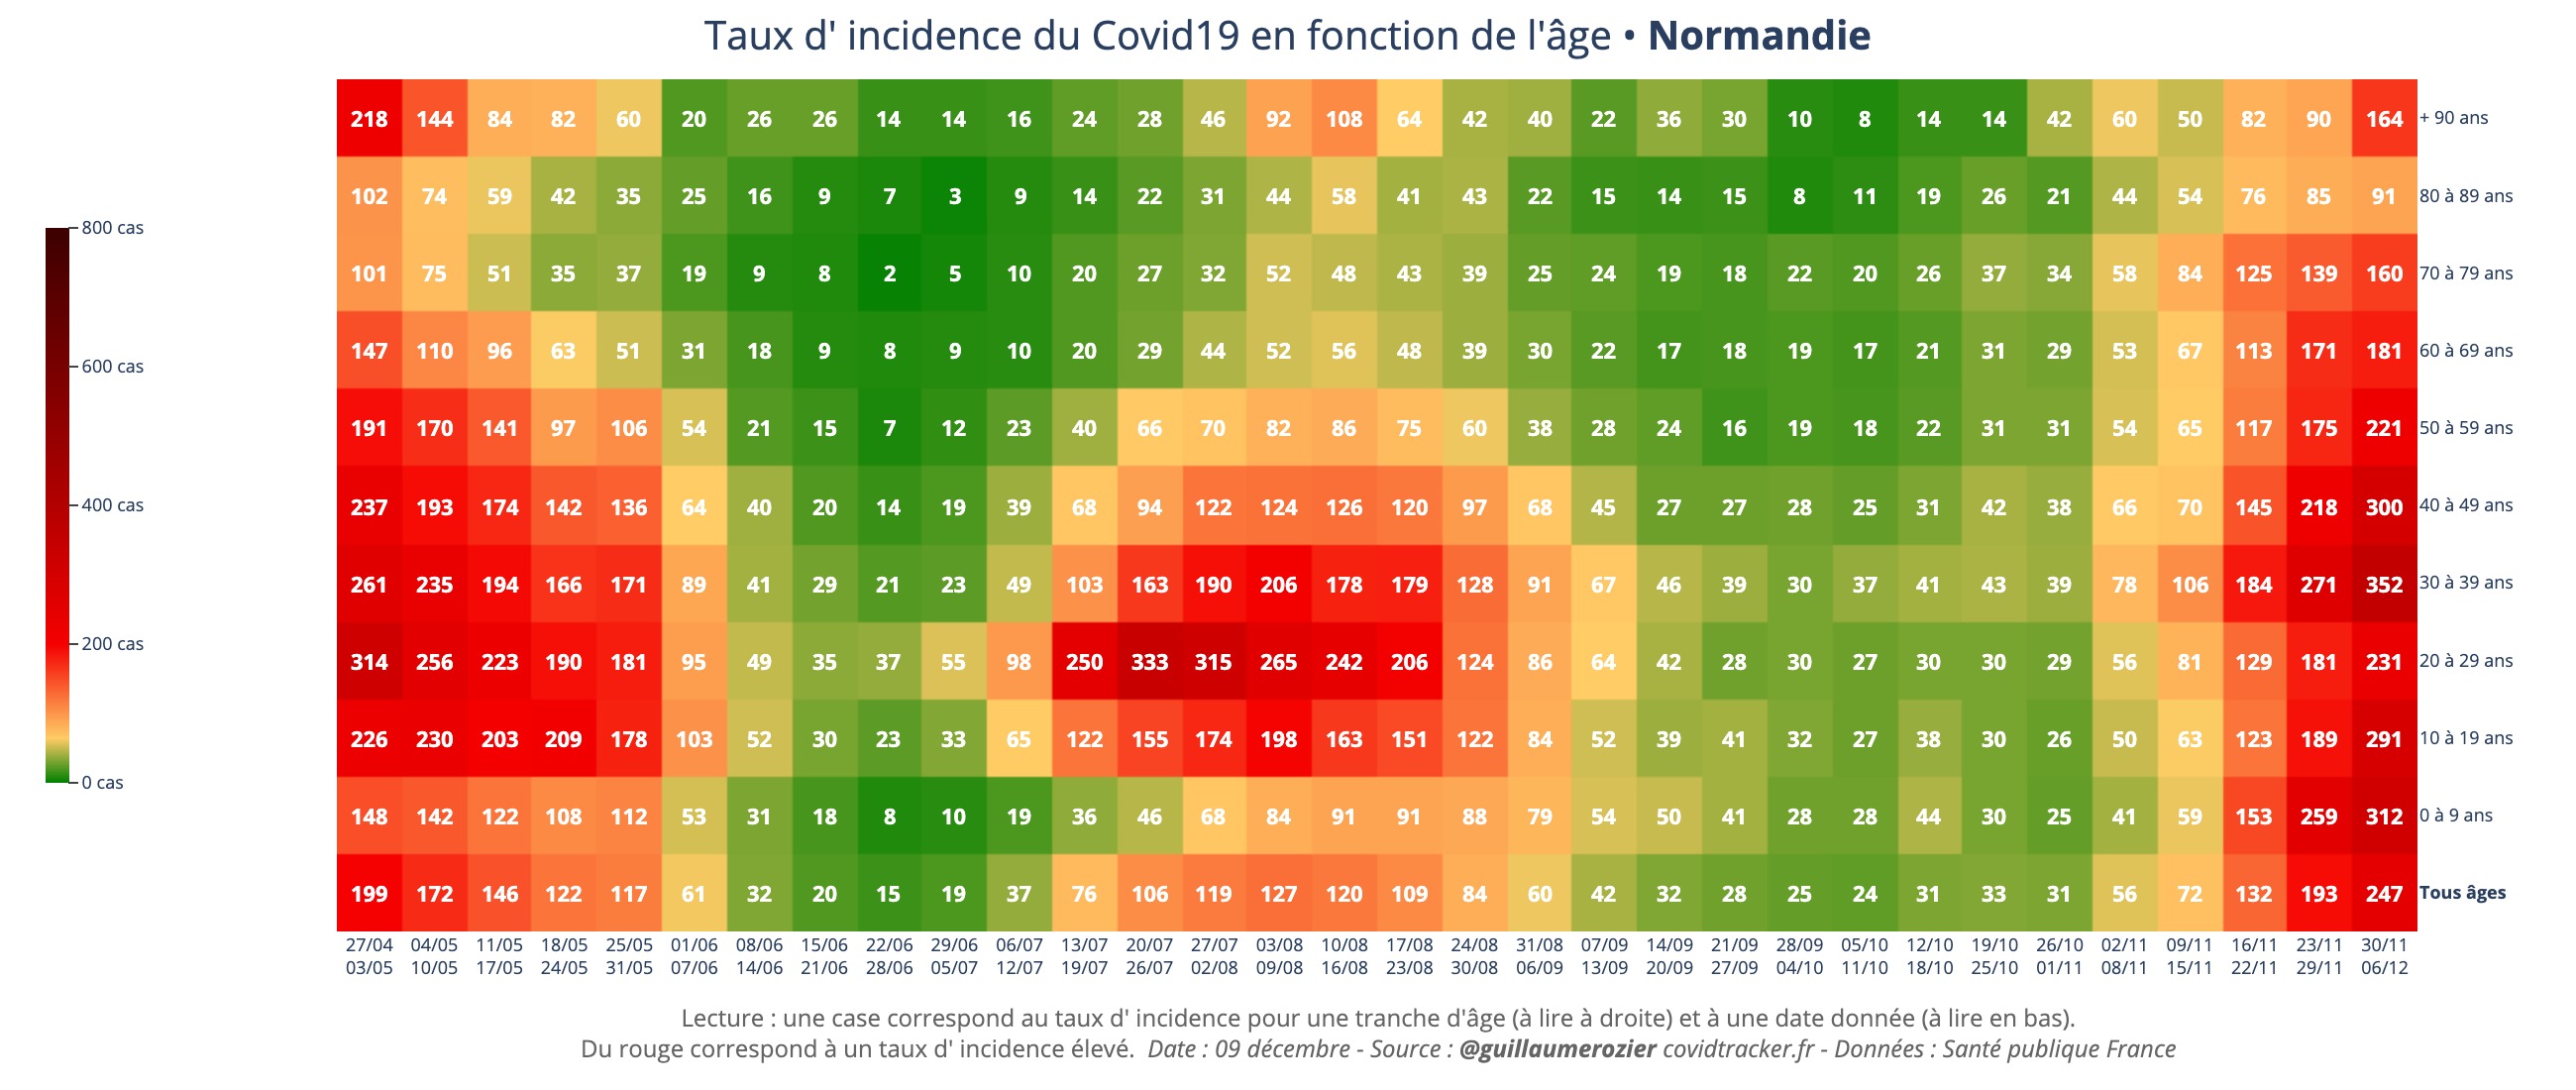 Taux d' incidence du Covid19 en fonction de l'âge • Normandie
218 144 84 82 60 20 26 26 14 14 16 24 28 46 92 108 64 42 40 22 36 30 10 8 14 14 42 60 50 82 90 164 + 90 ans
102 74 59 42 35 25 16 9 7 3 9 14 22 31 44 58 41 43 22 15 14 15 8 11 19 26 21 44 54 76 85 91 80 à 89 ans
800 cas
101 75 51 35 37 19 9 8 2 5 10 20 27 32 52 48 43 39 25 24 19 18 22 20 26 37 34 58 84 125 139 160 70 à 79 ans
147 110 96 63 51 31 18 9 8 9 10 20 29 44 52 56 48 39 30 22 17 18 19 17 21 31 29 53 67 113 171 181 60 à 69 ans
600 cas
191 170 141 97 106 54 21 15 7 12 23 40 66 70 82 86 75 60 38 28 24 16 19 18 22 31 31 54 65 117 175 221 50 à 59 ans
400 cas
237 193 174 142 136 64 40 20 14 19 39 68 94 122 124 126 120 97 68 45 27 27 28 25 31 42 38 66 70 145 218 300 40 à 49 ans
261 235 194 166 171 89 41 29 21 23 49 103 163 190 206 178 179 128 91 67 46 39 30 37 41 43 39 78 106 184 271 352 30 à 39 ans
200 cas
314 256 223 190 181 95 49 35 37 55 98 250 333 315 265 242 206 124 86 64 42 28 30 27 30 30 29 56 81 129 181 231 20 à 29 ans
226 230 203 209 178 103 52 30 23 33 65 122 155 174 198 163 151 122 84 52 39 41 32 27 38 30 26 50 63 123 189 291 10 à 19 ans
0 cas
148 142 122 108 112 53 31 18 8 10 19 36 46 68 84 91 91 88 79 54 50 41 28 28 44 30 25 41 59 153 259 312 0 à 9 ans
199 172 146 122 117 61 32 20 15 19 37 76 106 119 127 120 109 84 60 42 32 28 25 24 31 33 31 56 72 132 193 247 Tous âges
27/04 04/05 11/05 18/05 25/05 01/06 08/06 15/06 22/06 29/06 06/07 13/07 20/07 27/07 03/08 10/08 17/08 24/08 31/08 07/09 14/09 21/09 28/09 05/10 12/10 19/10 26/10 02/11 09/11 16/11 23/11 30/11
03/05 10/05 17/05 24/05 31/05 07/06 14/06 21/06 28/06 05/07 12/07 19/07 26/07 02/08 09/08 16/08 23/08 30/08 06/09 13/09 20/09 27/09 04/10 11/10 18/10 25/10 01/11 08/11 15/11 22/11 29/11 06/12
Lecture : une case correspond au taux d' incidence pour une tranche d'âge (à lire à droite) et à une date donnée (à lire en bas).
Du rouge correspond à un taux d' incidence élevé. Date : 09 décembre - Source : @guillaumerozier covidtracker.fr - Données : Santé publique France